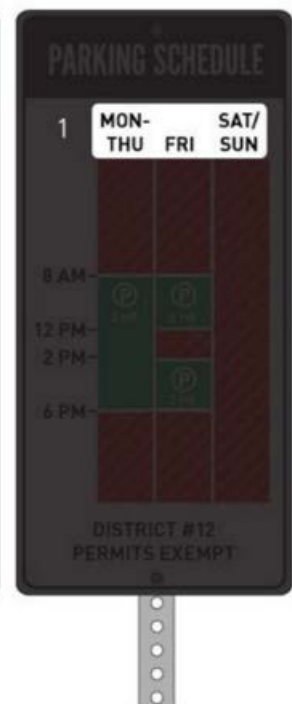 PARKING SCHEDULE
1
MON-
THU FRI SAT/
SUN
8 AM
12 PM
2 PM
6 PM
P P
P
DISTRICT #12
PERMITS EXEMPT